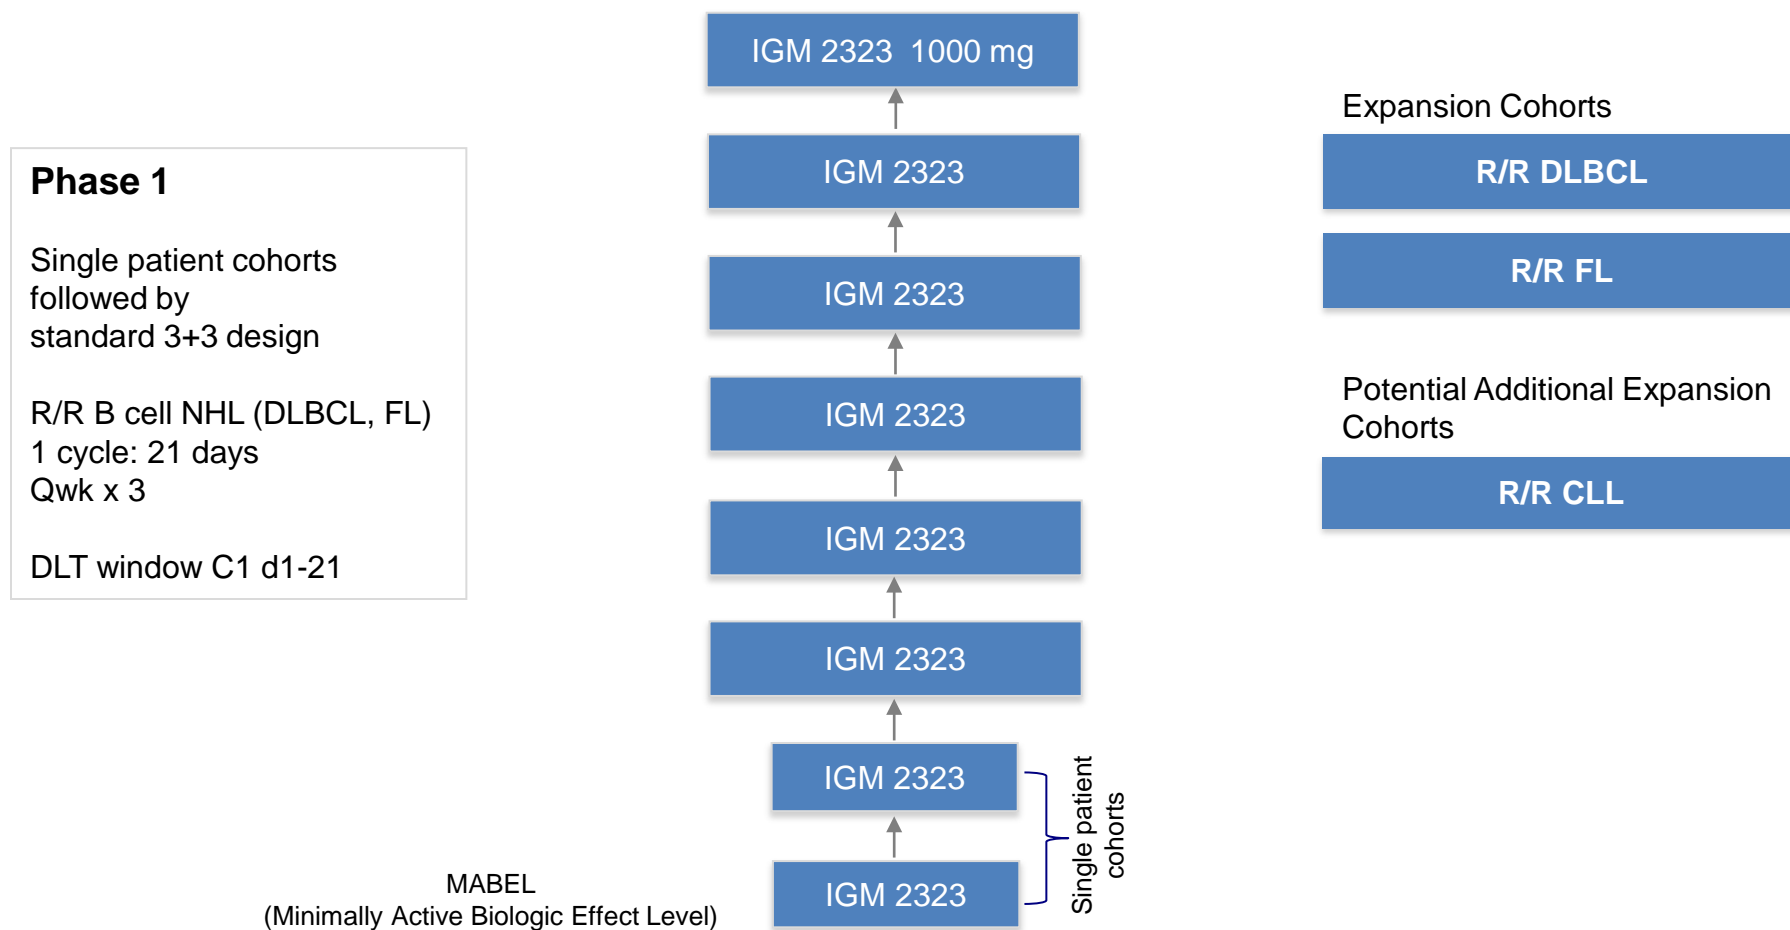 Phase 1
Single patient cohorts
followed by
standard 3+3 design
R/R B cell NHL (DLBCL, FL)
1 cycle: 21 days
Qwk x 3
DLT window C1 d1-21
IGM 2323  1000 mg
IGM 2323
IGM 2323
IGM 2323
IGM 2323
IGM 2323
IGM 2323
IGM 2323
MABEL
(Minimally Active Biologic Effect Level)
Single patient
cohorts
Expansion Cohorts
R/R DLBCL
R/R FL
Potential Additional Expansion
Cohorts
R/R CLL